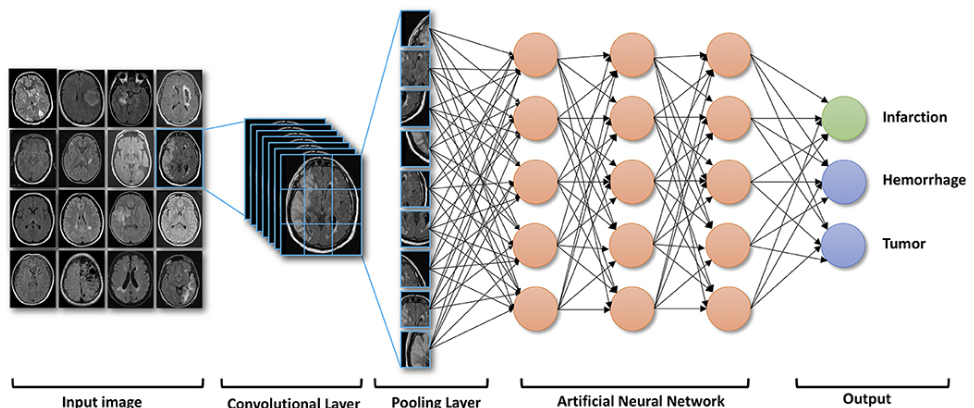 Infarction
Hemorrhage
Tumor
Input image
Convolutional Layer
Pooling Layer
Artificial Neural Network
Output